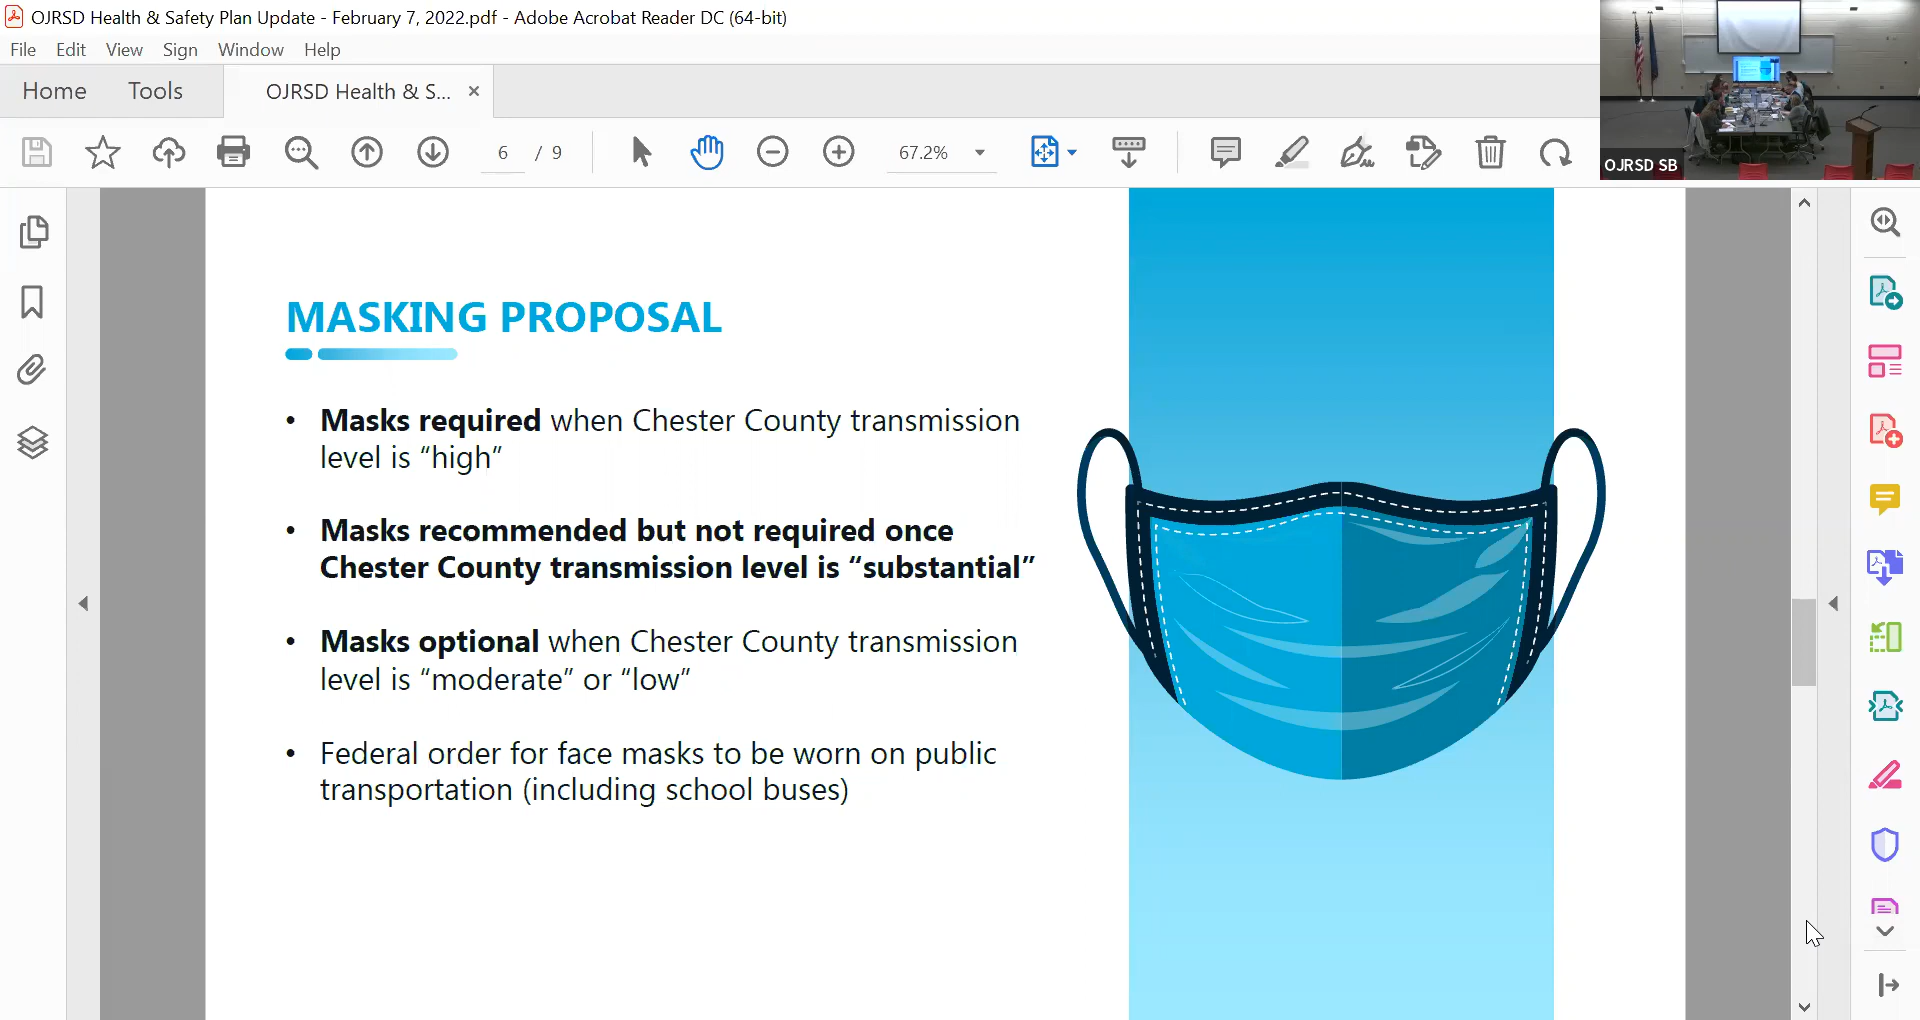 OJRSD Health & Safety Plan Update - February 7, 2022.pdf - Adobe Acrobat Reader DC (64-bit)
File Edit View Sign Window Help
Home Tools OJRSD Health & S... ×
6 / 9 67.2%
OJRSD SB
MASKING PROPOSAL
• Masks required when Chester County transmission
level is “high”
• Masks recommended but not required once
Chester County transmission level is “substantial”
• Masks optional when Chester County transmission
level is “moderate” or “low”
• Federal order for face masks to be worn on public
transportation (including school buses)